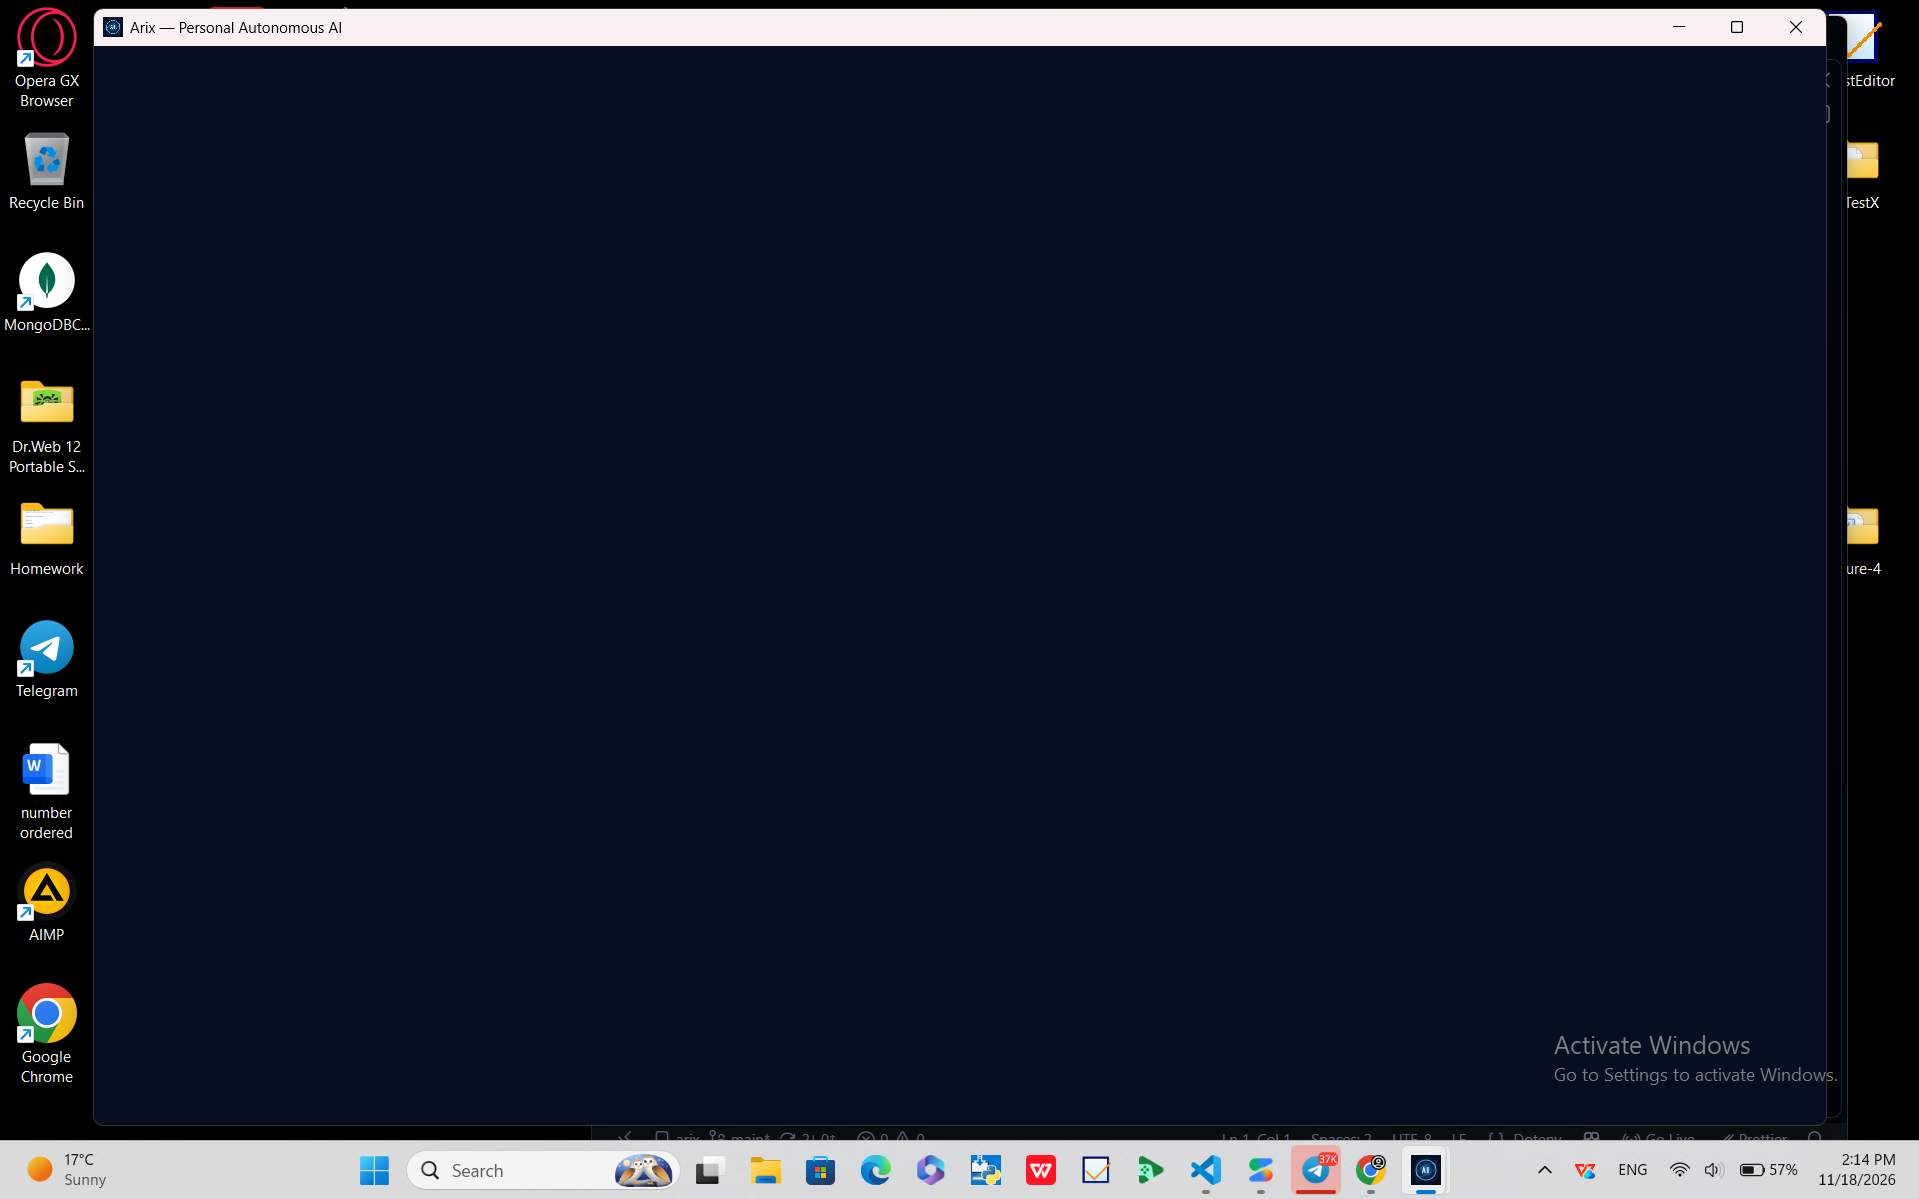 Arix — Personal Autonomous AI
Opera GX
Browser
Recycle Bin
MongoDBC...
Dr.Web 12
Portable S...
Homework
Telegram
number
ordered
AIMP
Google
Chrome
stEditor
TestX
ure-4
Activate Windows
Go to Settings to activate Windows.
17°C
Sunny
Search
37K
ENG
57%
2:14 PM
11/18/2026